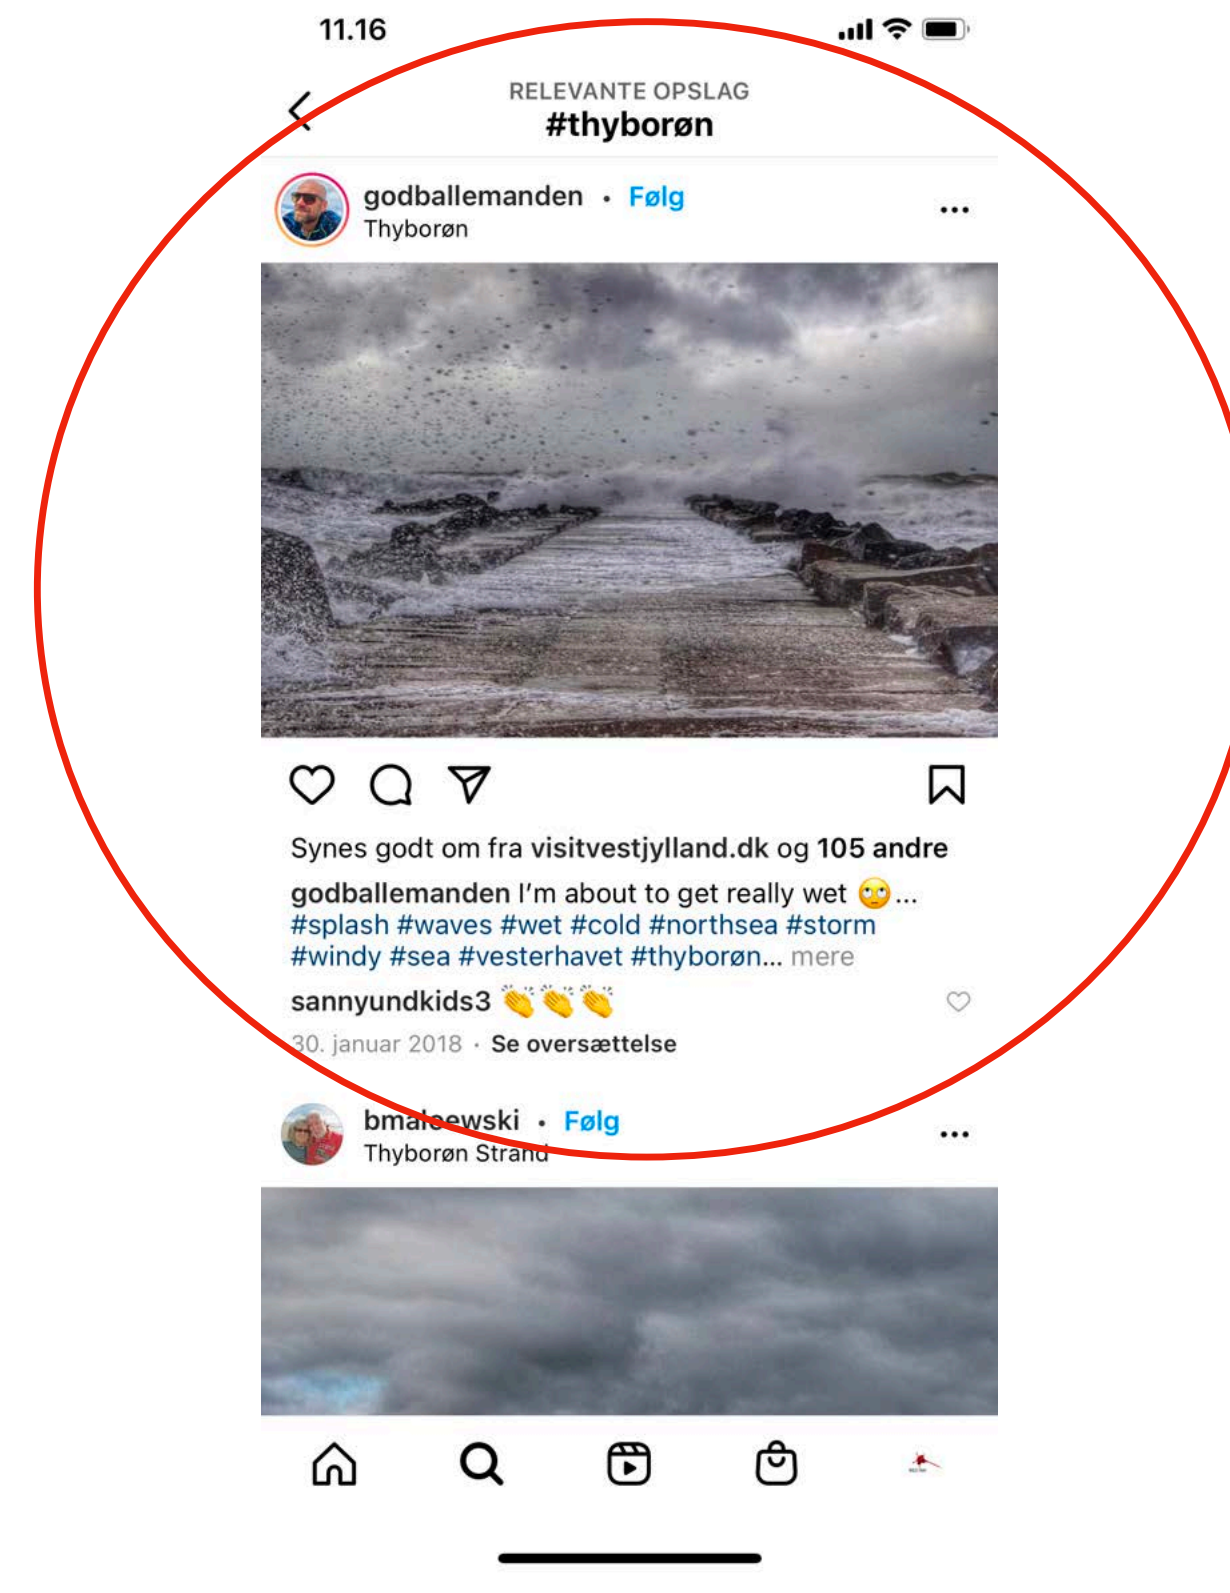 11.16
RELEVANTE OPSLAG
#thyborøn
godballemanden • Følg
Thyborøn
Synes godt om fra visitvestjylland.dk og 105 andre
godballemanden I’m about to get really wet 🙄...
#splash #waves #wet #cold #northsea #storm
#windy #sea #vesterhavet #thyborøn... mere
sannyundkids3 👏👏👏
30. januar 2018 · Se oversættelse
• Følg
Thyborøn Strand